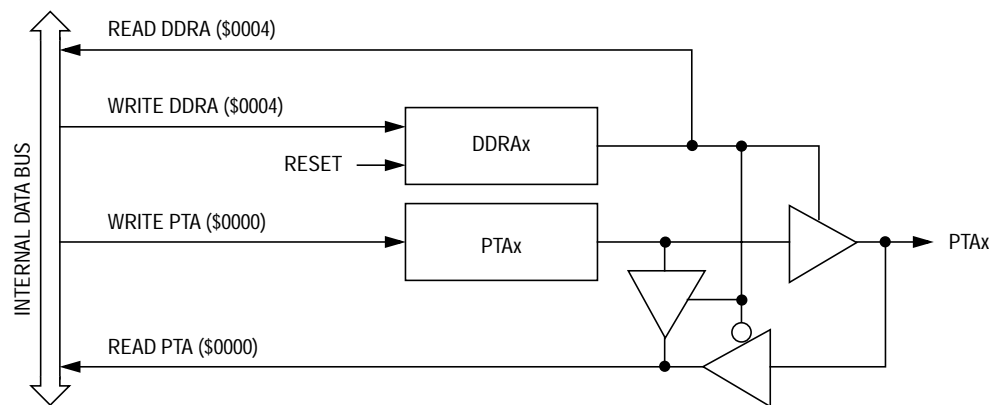 READ DDRA ($0004)
WRITE DDRA ($0004)
DDRAx
RESET
INTERNAL DATA BUS
WRITE PTA ($0000)
PTAx
PTAx
READ PTA ($0000)